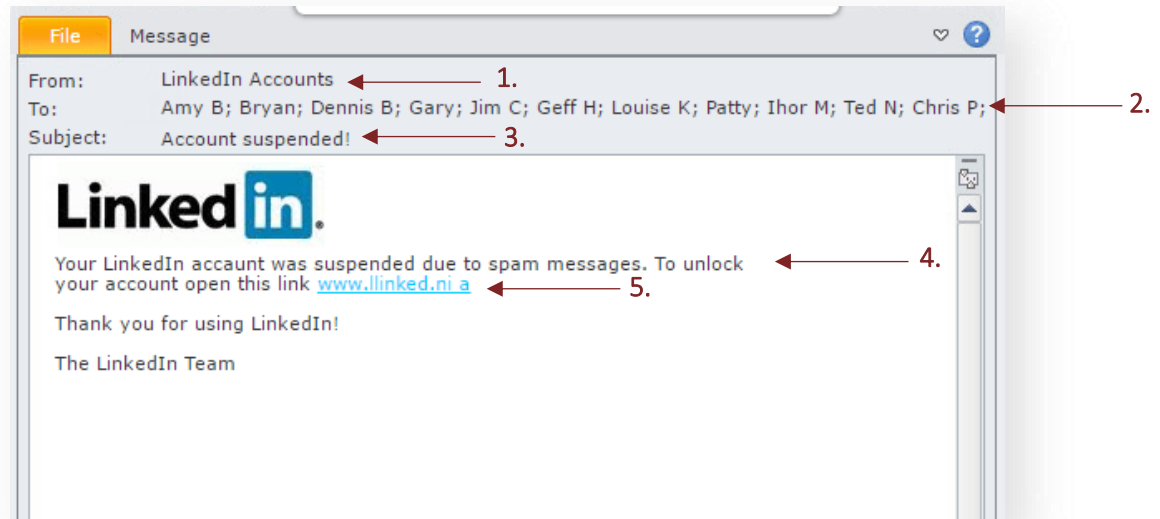 File Message
From: LinkedIn Accounts 1.
To: Amy B; Bryan; Dennis B; Gary; Jim C; Geff H; Louise K; Patty; Ihor M; Ted N; Chris P; 2.
Subject: Account suspended! 3.
Linked in.
Your LinkedIn accaunt was suspended due to spam messages. To unlock 4.
your account open this link www.llinked.ni a 5.
Thank you for using LinkedIn!
The LinkedIn Team